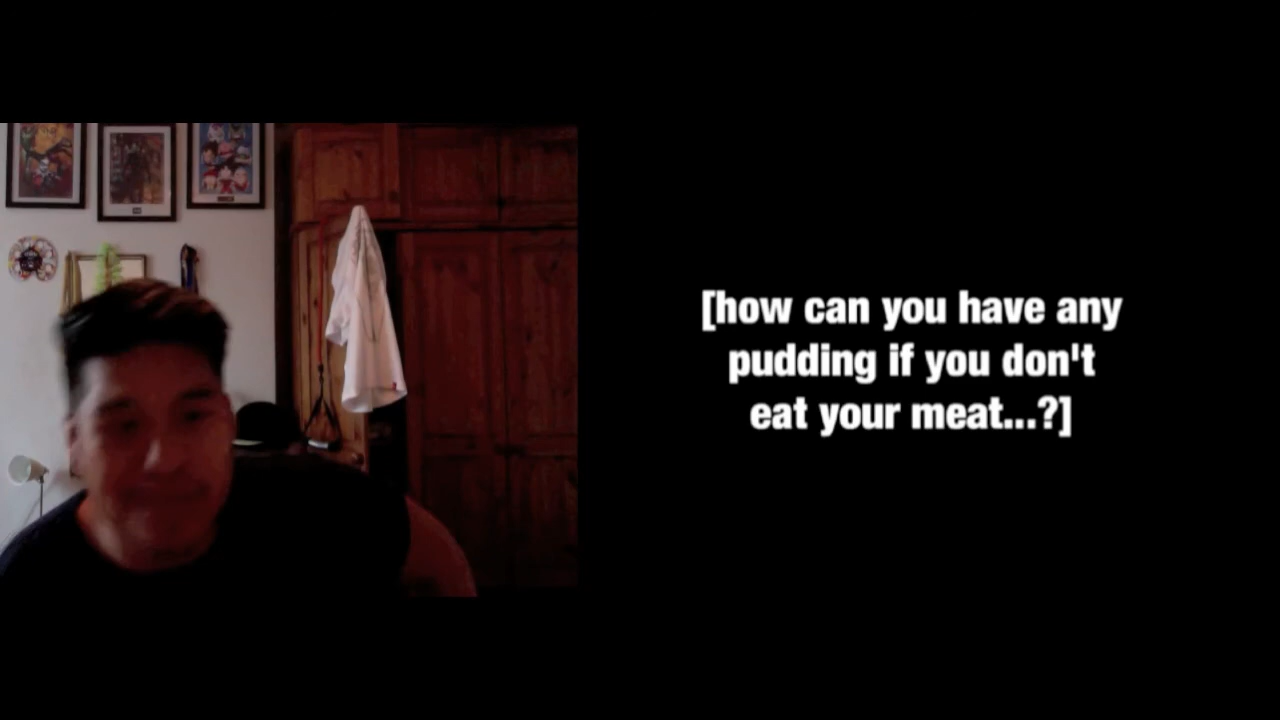 [how can you have any
pudding if you don't
eat your meat...?]